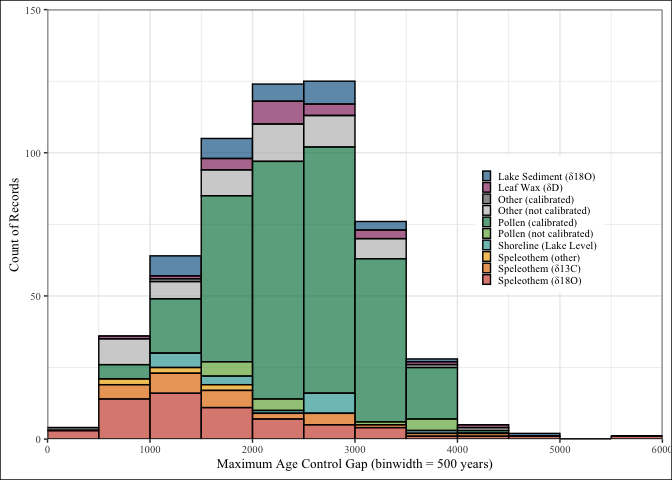 150
100
50
0
Count of Records
Lake Sediment (δ18O)
Leaf Wax (δD)
Other (calibrated)
Other (not calibrated)
Pollen (calibrated)
Pollen (not calibrated)
Shoreline (Lake Level)
Speleothem (other)
Speleothem (δ13C)
Speleothem (δ18O)
0 1000 2000 3000 4000 5000 6000
Maximum Age Control Gap (binwidth = 500 years)